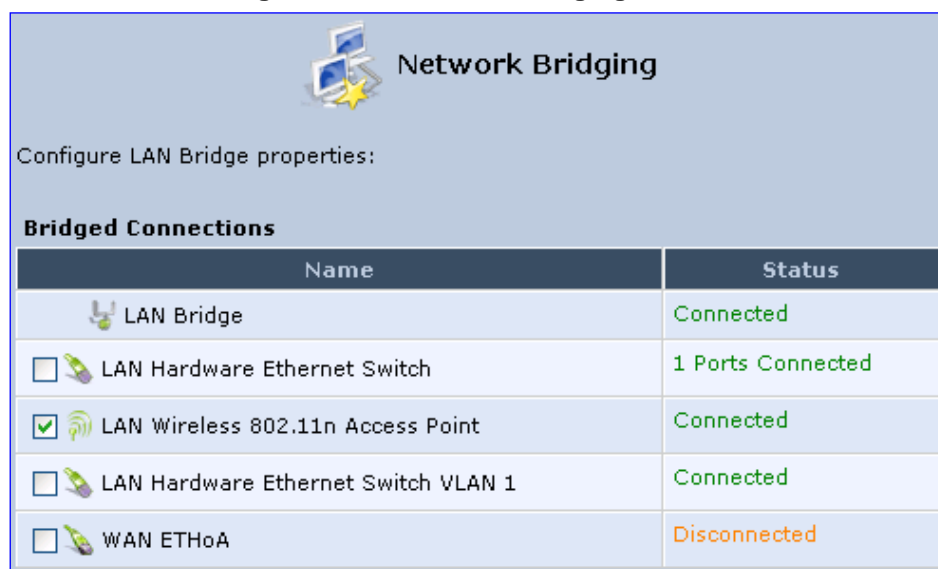 Network Bridging
Configure LAN Bridge properties:
Bridged Connections
Name Status
LAN Bridge Connected
LAN Hardware Ethernet Switch 1 Ports Connected
LAN Wireless 802.11n Access Point Connected
LAN Hardware Ethernet Switch VLAN 1 Connected
WAN ETHoA Disconnected